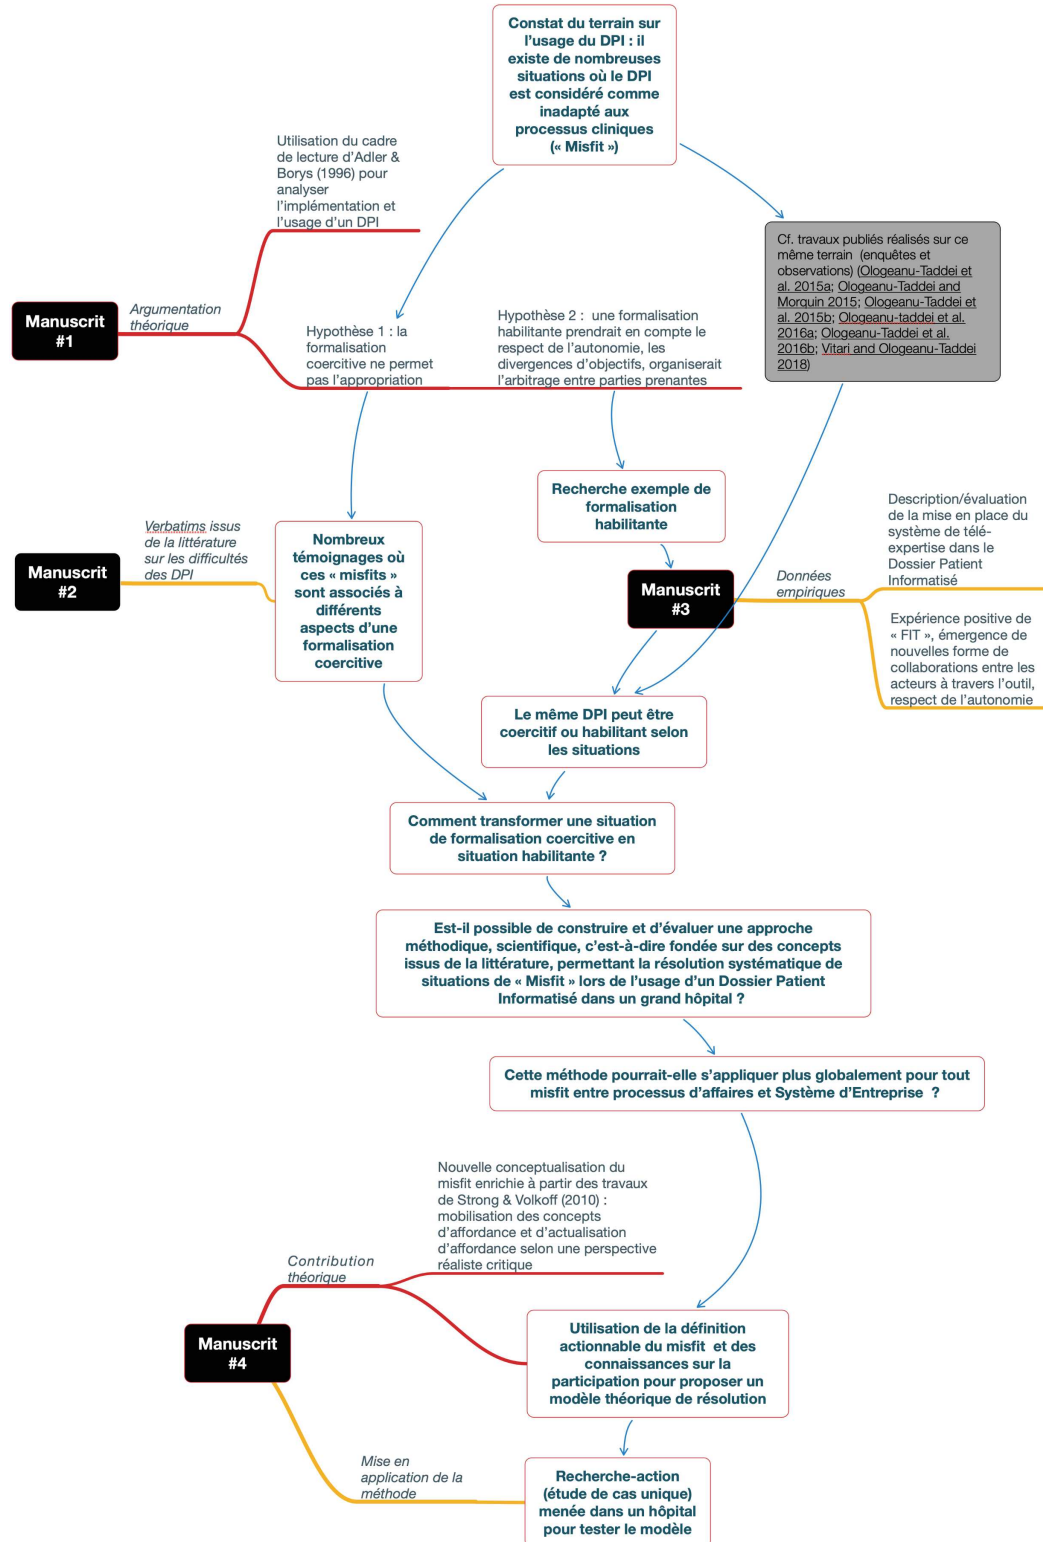 Constat du terrain sur
l'usage du DPI : il
existe de nombreuses
situations où le DPI
est considéré comme
inadapté aux
processus cliniques
(« Misfit »)
Utilisation du cadre
de lecture d'Adler &
Borys (1996) pour
analyser
l'implémentation et
l'usage d'un DPI
Cf. travaux publiés réalisés sur ce
même terrain (enquêtes et
observations) (Ologeanu-Taddei et
al. 2015a; Ologeanu-Taddei and
Morquin 2015; Ologeanu-Taddei et
al. 2015b; Ologeanu-taddei et al.
2016a; Ologeanu-Taddei et al.
2016b; Vitari and Ologeanu-Taddei
2018)
Manuscrit
#1
Argumentation
théorique
Hypothèse 1 : la
formalisation
coercitive ne permet
pas l'appropriation
Hypothèse 2 : une formalisation
habilitante prendrait en compte le
respect de l'autonomie, les
divergences d'objectifs, organiserait
l'arbitrage entre parties prenantes
Recherche exemple de
formalisation
habilitante
Manuscrit
#2
Verbatims issus
de la littérature
sur les difficultés
des DPI
Nombreux
témoignages où
ces « misfits »
sont associés à
différents
aspects d'une
formalisation
coercitive
Manuscrit
#3
Données
empiriques
Description/évaluation
de la mise en place du
système de télé-
expertise dans le
Dossier Patient
Informatisé
Expérience positive de
« FIT », émergence de
nouvelles forme de
collaborations entre les
acteurs à travers l'outil,
respect de l'autonomie
Le même DPI peut être
coercitif ou habilitant selon
les situations
Comment transformer une situation
de formalisation coercitive en
situation habilitante ?
Est-il possible de construire et d'évaluer une approche
méthodique, scientifique, c'est-à-dire fondée sur des concepts
issus de la littérature, permettant la résolution systématique de
situations de « Misfit » lors de l'usage d'un Dossier Patient
Informatisé dans un grand hôpital ?
Cette méthode pourrait-elle s'appliquer plus globalement pour tout
misfit entre processus d'affaires et Système d'Entreprise ?
Nouvelle conceptualisation du
misfit enrichie à partir des travaux
de Strong & Volkoff (2010) :
mobilisation des concepts
d'affordance et d'actualisation
d'affordance selon une perspective
réaliste critique
Contribution
théorique
Manuscrit
#4
Utilisation de la définition
actionnable du misfit et des
connaissances sur la
participation pour proposer un
modèle théorique de résolution
Mise en
application de la
méthode
Recherche-action
(étude de cas unique)
menée dans un hôpital
pour tester le modèle